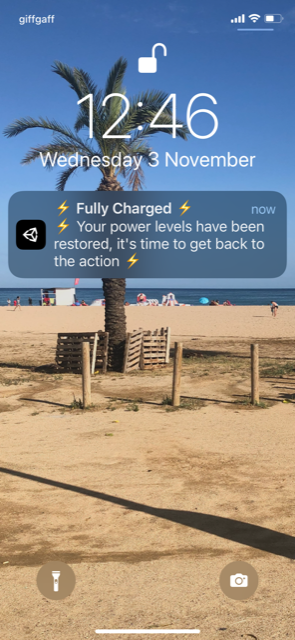 giffgaff
12:46
Wednesday 3 November
⚡ Fully Charged ⚡ now
⚡ Your power levels have been
restored, it's time to get back to
the action ⚡